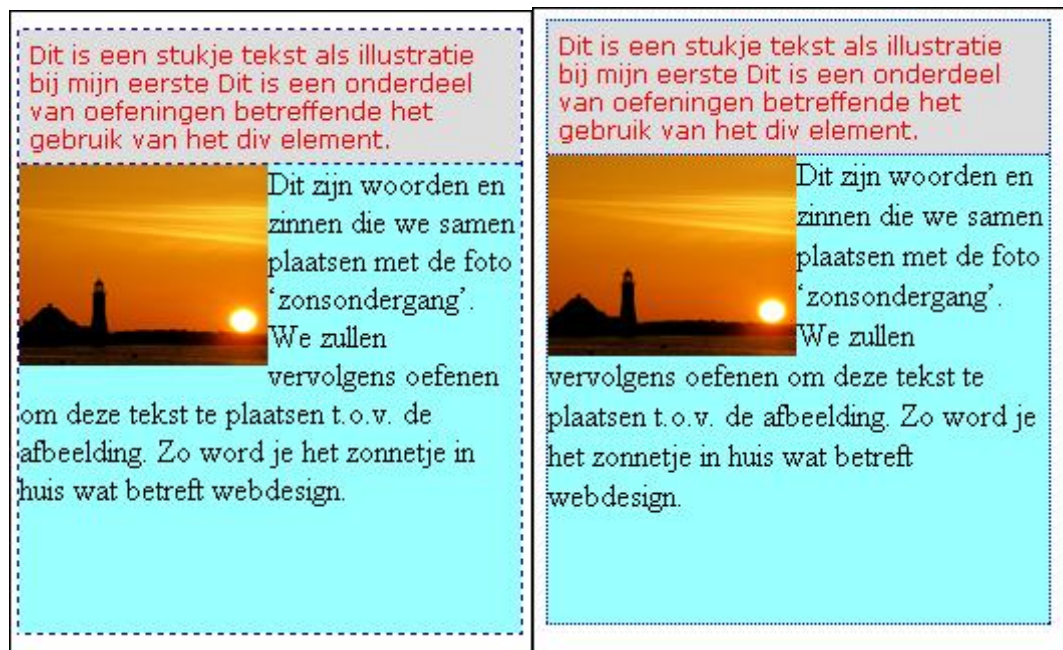 Dit is een stukje tekst als illustratie
bij mijn eerste Dit is een onderdeel
van oefeningen betreffende het
gebruik van het div element.
Dit zijn woorden en
zinnen die we samen
plaatsen met de foto
‘zonsondergang’.
We zullen
vervolgens oefenen
om deze tekst te plaatsen t.o.v. de
afbeelding. Zo word je het zonnetje in
huis wat betreft webdesign.
Dit is een stukje tekst als illustratie
bij mijn eerste Dit is een onderdeel
van oefeningen betreffende het
gebruik van het div element.
Dit zijn woorden en
zinnen die we samen
plaatsen met de foto
‘zonsondergang’.
We zullen
vervolgens oefenen om deze tekst te
plaatsen t.o.v. de afbeelding. Zo word je
het zonnetje in huis wat betreft
webdesign.